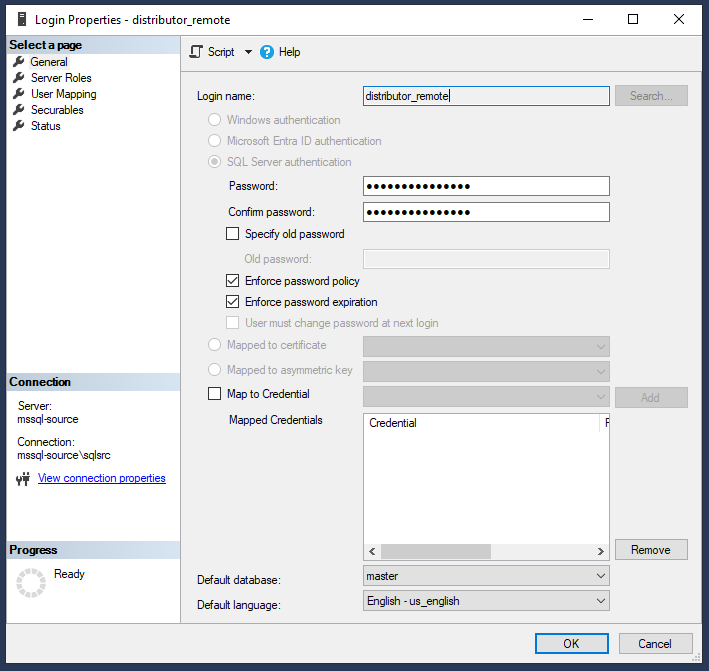 Login Properties - distributor_remote
Select a page
General
Server Roles
User Mapping
Securables
Status
Script
Help
Login name:
distributor_remote
Search...
Windows authentication
Microsoft Entra ID authentication
SQL Server authentication
Password:
●●●●●●●●●●●●●●●
Confirm password:
●●●●●●●●●●●●●●●
Specify old password
Old password:
Enforce password policy
Enforce password expiration
User must change password at next login
Mapped to certificate
Mapped to asymmetric key
Map to Credential
Add
Mapped Credentials
Credential
Remove
Default database:
master
Default language:
English - us_english
Connection
Server:
mssql-source
Connection:
mssql-source\sqlsrc
View connection properties
Progress
Ready
OK
Cancel